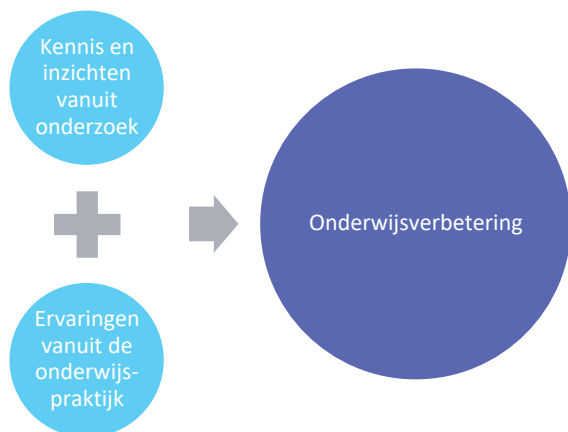 Kennis en
inzichten
vanuit
onderzoek
Onderwijsverbetering
Ervaringen
vanuit de
onderwijs-
praktijk